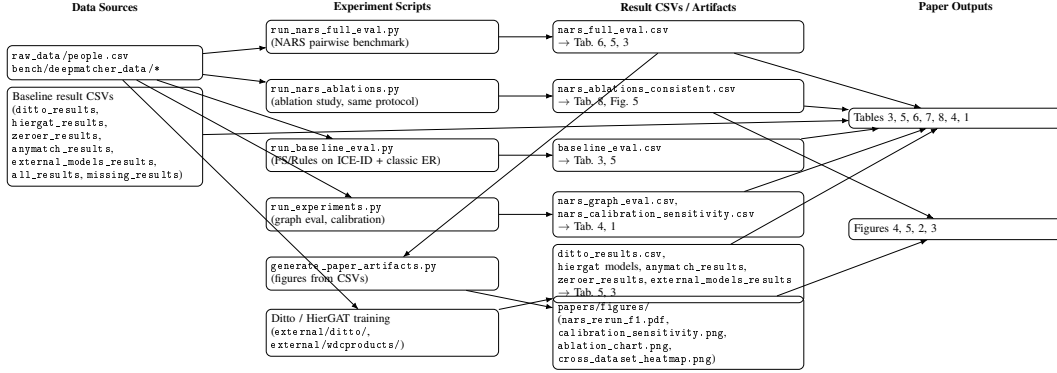 Data Sources
raw_data/people.csv
bench/deepmatcher_data/*
Baseline result CSVs
(ditto_results,
hiergat_results,
zeroer_results,
anymatch_results,
external_models_results,
all_results, missing_results)
Experiment Scripts
run_nars_full_eval.py
(NARS pairwise benchmark)
run_nars_ablations.py
(ablation study, same protocol)
run_baseline_eval.py
(FS/Rules on ICE-ID + classic ER)
run_experiments.py
(graph eval, calibration)
generate_paper_artifacts.py
(figures from CSVs)
Ditto / HierGAT training
(external/ditto/,
external/wdcproducts/)
Result CSVs / Artifacts
nars_full_eval.csv
→ Tab. 6, 5, 3
nars_ablations_consistent.csv
→ Tab. 8, Fig. 5
baseline_eval.csv
→ Tab. 3, 5
nars_graph_eval.csv,
nars_calibration_sensitivity.csv
→ Tab. 4, 1
ditto_results.csv,
hiergat models, anymatch_results,
zeroer_results, external_models_results
→ Tab. 5, 3
papers/figures/
(nars_rerun_f1.pdf,
calibration_sensitivity.png,
ablation_chart.png,
cross_dataset_heatmap.png)
Paper Outputs
Tables 3, 5, 6, 7, 8, 4, 1
Figures 4, 5, 2, 3